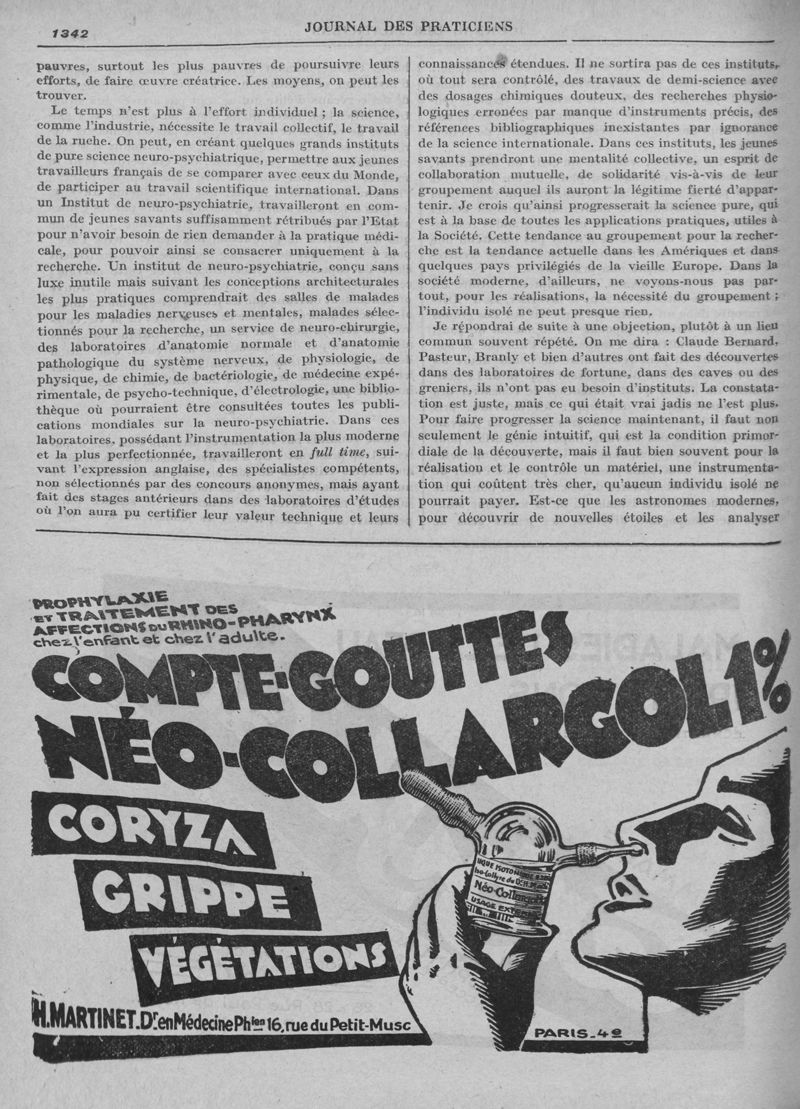 1342
JOURNAL DES PRATICIENS
pauvres, surtout les plus pauvres de poursuivre leurs
efforts, de faire œuvre créatrice. Les moyens, on peut les
trouver.
Le temps n'est plus à l'effort individuel ; la science,
comme l'industrie, nécessite le travail collectif, le travail
de la ruche. On peut, en créant quelques grands instituts
de pure science neuro-psychiatrique, permettre aux jeunes
travailleurs français de se comparer avec ceux du Monde,
de participer au travail scientifique international. Dans
un Institut de neuro-psychiatrie, travailleront en com-
mun de jeunes savants suffisamment rétribués par l'Etat
pour n'avoir besoin de rien demander à la pratique médi-
cale, pour pouvoir ainsi se consacrer uniquement à la
recherche. Un institut de neuro-psychiatrie, conçu sans
luxe inutile mais suivant les conceptions architecturales
les plus pratiques comprendrait des salles de malades
pour les maladies nerveuses et mentales, malades sélec-
tionnés pour la recherche, un service de neuro-chirurgie,
des laboratoires d'anatomie normale et d'anatomie
pathologique du système nerveux, de physiologie, de
physique, de chimie, de bactériologie, de médecine expé-
rimentale, de psycho-technique, d'électrologie, une biblio-
thèque où pourraient être consultées toutes les publi-
cations mondiales sur la neuro-psychiatrie. Dans ces
laboratoires, possédant l'instrumentation la plus moderne
et la plus perfectionnée, travailleront en full time, sui-
vant l'expression anglaise, des spécialistes compétents,
non sélectionnés par des concours anonymes, mais ayant
fait des stages antérieurs dans des laboratoires d'études
où l'on aura pu certifier leur valeur technique et leurs
connaissances étendues. Il ne sortira pas de ces instituts,
où tout sera contrôlé, des travaux de demi-science avec
des dosages chimiques douteux, des recherches physio-
logiques erronées par manque d'instruments précis, des
références bibliographiques inexistantes par ignorance
de la science internationale. Dans ces instituts, les jeunes
savants prendront une mentalité collective, un esprit de
collaboration mutuelle, de solidarité vis-à-vis de leur
groupement auquel ils auront la légitime fierté d'appar-
tenir. Je crois qu'ainsi progresserait la science pure, qui
est à la base de toutes les applications pratiques, utiles à
la Société. Cette tendance au groupement pour la recher-
che est la tendance actuelle dans les Amériques et dans
quelques pays privilégiés de la vieille Europe. Dans la
société moderne, d'ailleurs, ne voyons-nous pas par-
tout, pour les réalisations, la nécessité du groupement ;
l'individu isolé ne peut presque rien.
Je répondrai de suite à une objection, plutôt à un lieu
commun souvent répété. On me dira : Claude Bernard,
Pasteur, Branly et bien d'autres ont fait des découvertes
dans des laboratoires de fortune, dans des caves ou des
greniers, ils n'ont pas eu besoin d'instituts. La constata-
tion est juste, mais ce qui était vrai jadis ne l'est plus.
Pour faire progresser la science maintenant, il faut non
seulement le génie intuitif, qui est la condition primor-
diale de la découverte, mais il faut bien souvent pour la
réalisation et le contrôle un matériel, une instrumenta-
tion qui coûtent très cher, qu'aucun individu isolé ne
pourrait payer. Est-ce que les astronomes modernes,
pour découvrir de nouvelles étoiles et les analyser
PROPHYLAXIE
ET TRAITEMENT DES
AFFECTIONS DU RHINO-PHARYNX
chez l'enfant et chez l'adulte.
COMPTE-GOUTTES
NÉO-COLLARGOL 1%
CORYZA
GRIPPE
VÉGÉTATIONS
Néo-Collargol
USAGE EXTERNE
H. MARTINET. Dr. en Médecine Phien 16, rue du Petit-Musc
PARIS_4e